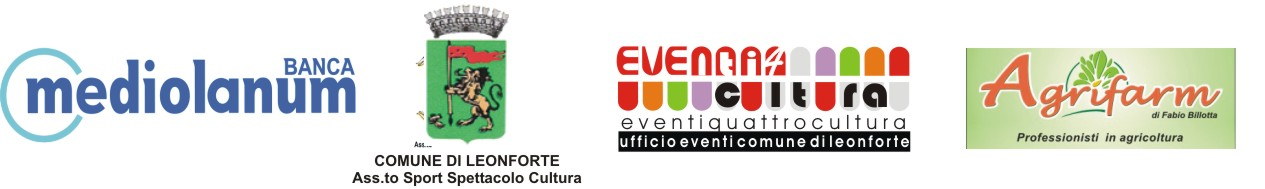 BANCA
mediolanum
Ass....
COMUNE DI LEONFORTE
Ass.to Sport Spettacolo Cultura
EVENTi4
cultura
eventiquattrocultura
ufficio eventi comune di leonforte
Agrifarm
di Fabio Billotta
Professionisti in agricoltura